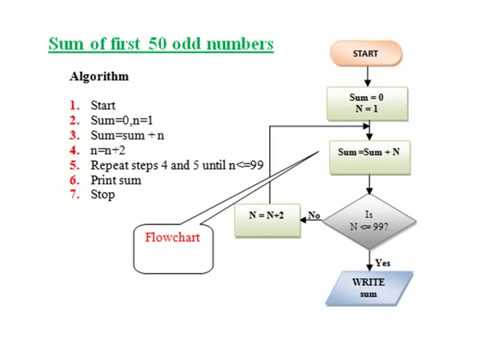 Sum of first 50 odd numbers
Algorithm
1. Start
2. Sum=0,n=1
3. Sum=sum +n
4. n=n+2
5. Repeat steps 4 and 5 until n<=99
6. Print sum
7. Stop
Flowchart
START
Sum = 0
N = 1
Sum =Sum + N
Is
N <= 99?
No
N = N+2
Yes
WRITE
sum